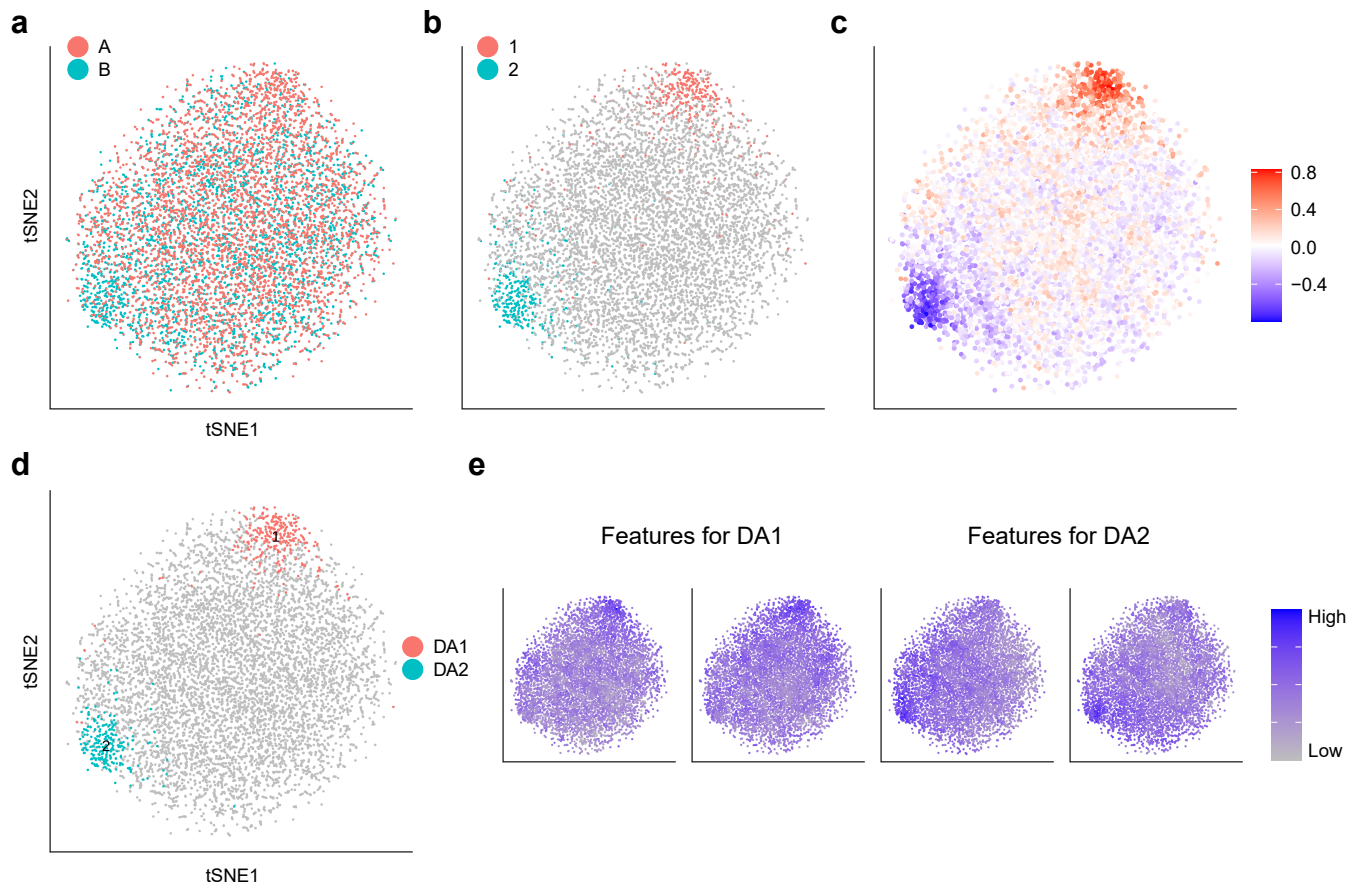 a
A
B
tSNE2
tSNE1
b
1
2
c
0.8
0.4
0.0
−0.4
d
1
2
DA1
DA2
tSNE2
tSNE1
e
Features for DA1
Features for DA2
High
Low